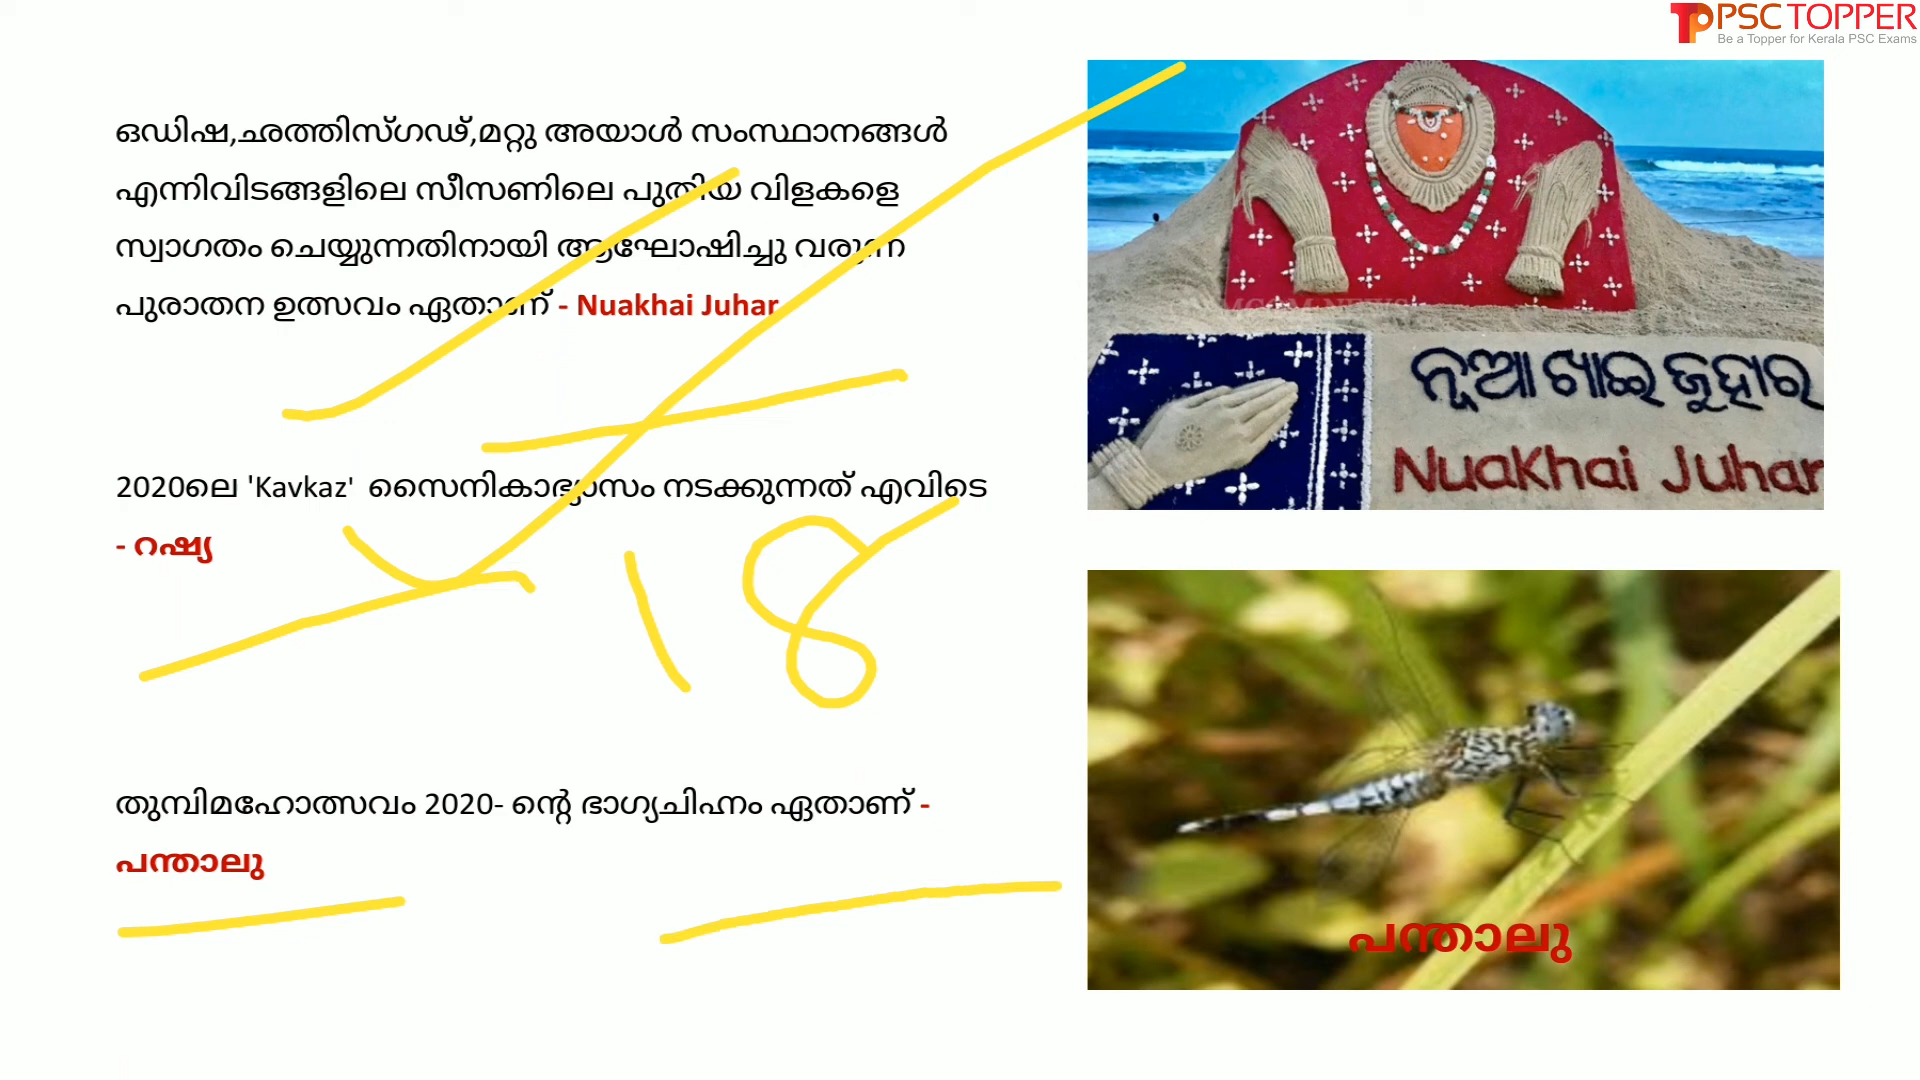 PSC TOPPER
Be a Topper for Kerala PSC Exams
ഒഡിഷ,ഛത്തിസ്ഗഢ്,മറ്റു അയാൾ സംസ്ഥാനങ്ങൾ
എന്നിവിടങ്ങളിലെ സീസണിലെ പുതിയ വിളകളെ
സ്വാഗതം ചെയ്യുന്നതിനായി ആഘോഷിച്ചു വരുന്ന
പുരാതന ഉത്സവം ഏതാണ് - Nuakhai Juhar
2020ലെ 'Kavkaz' സൈനികാഭ്യാസം നടക്കുന്നത് എവിടെ
- റഷ്യ
18
തുമ്പിമഹോത്സവം 2020- ന്റെ ഭാഗ്യചിഹ്നം ഏതാണ് -
പന്താലു
ନୂଆ ଖାଇ ଜୁହାର
Nuakhai Juhar
പന്താലു